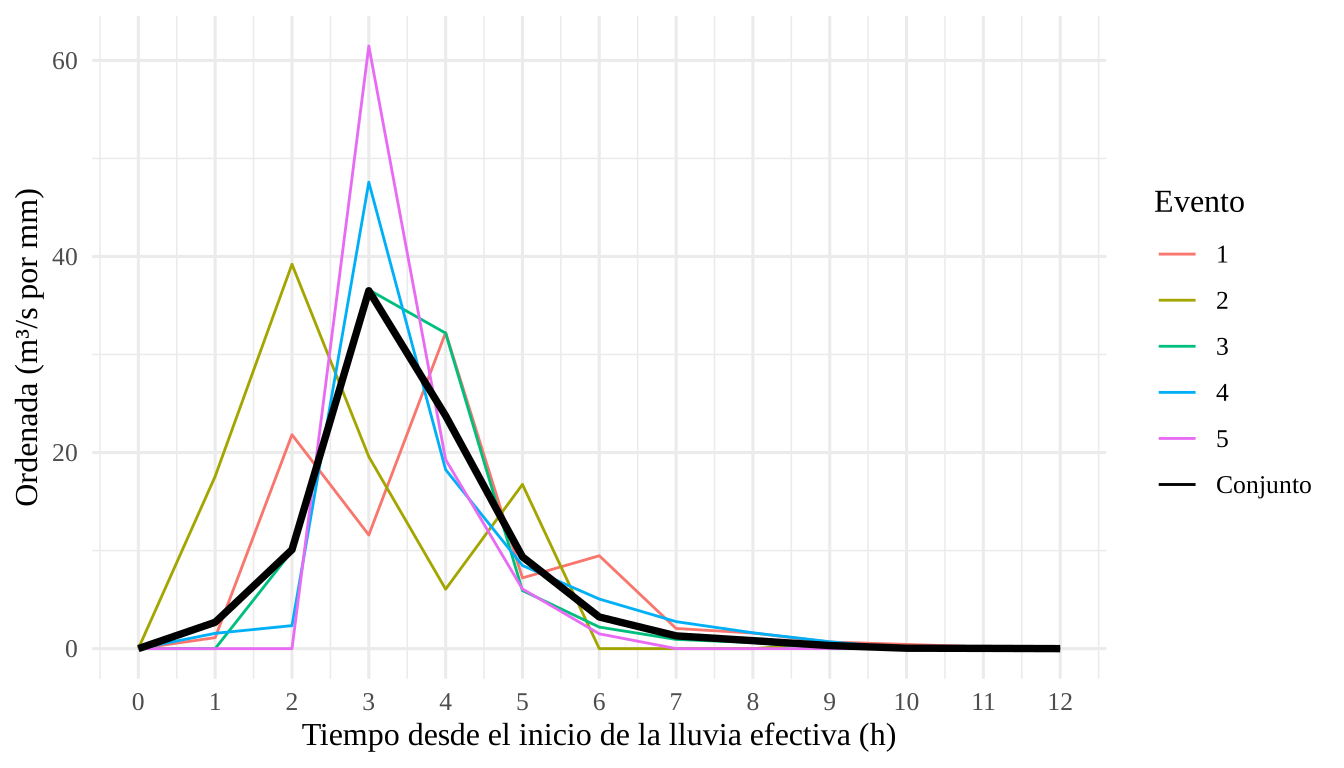 60
40
20
0
Ordenada (m³/s por mm)
0 1 2 3 4 5 6 7 8 9 10 11 12
Tiempo desde el inicio de la lluvia efectiva (h)
Evento
1
2
3
4
5
Conjunto